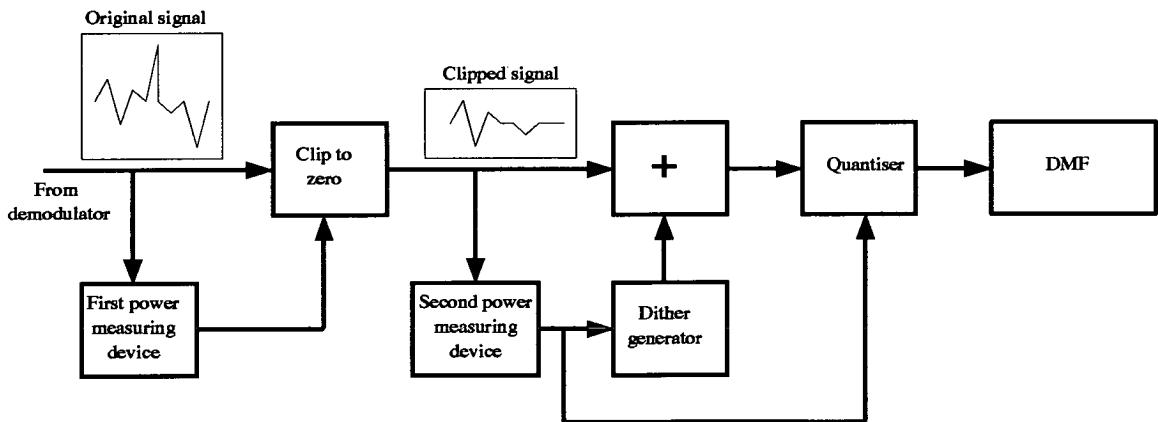 Original signal
Clipped signal
Clip to
zero
+
Quantiser
DMF
From
demodulator
First power
measuring
device
Second power
measuring
device
Dither
generator